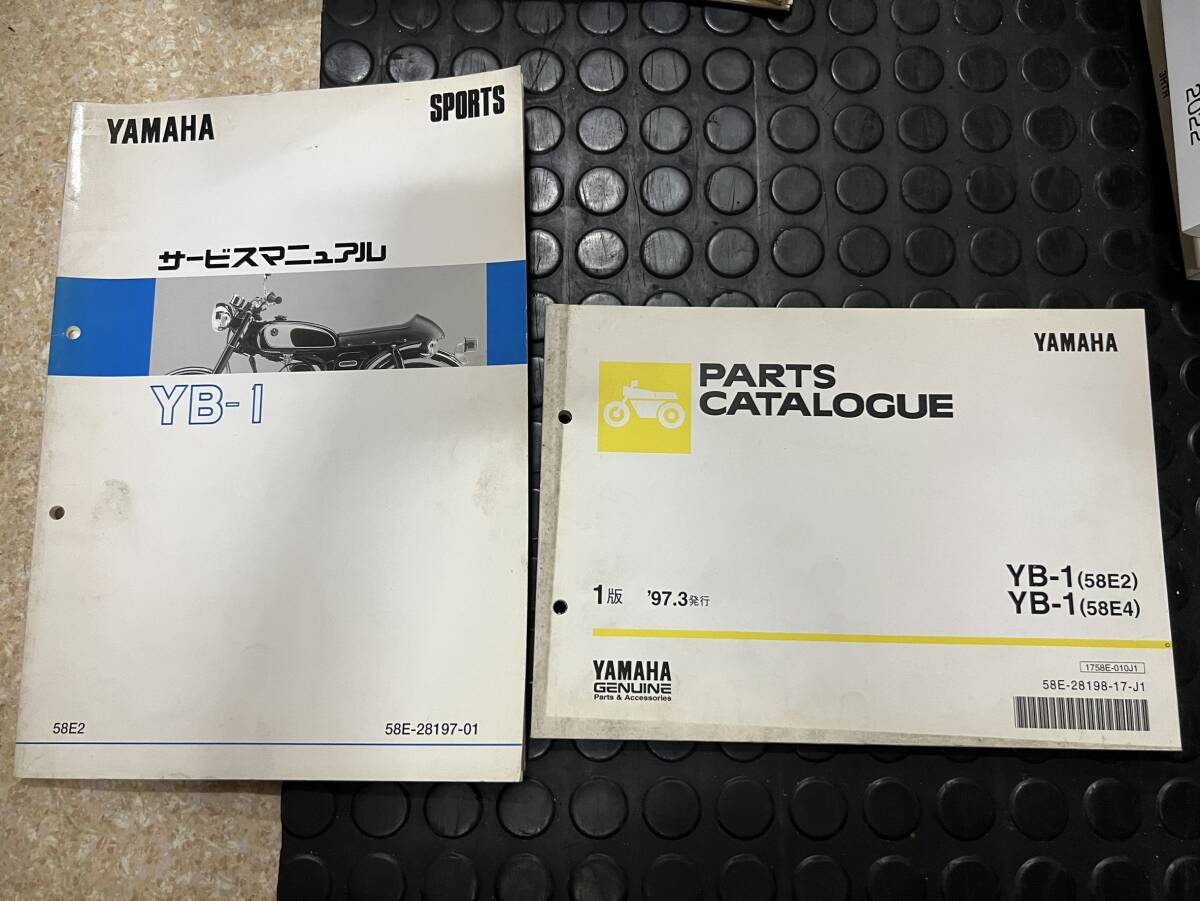 YAMAHA
SPORTS
サービスマニュアル
YB-1
58E2
58E-28197-01
YAMAHA
PARTS
CATALOGUE
YB-1(58E2)
YB-1(58E4)
1版 '97.3発行
YAMAHA
GENUINE
Parts & Accessories
1758E-010J1
58E-28198-17-J1
2022